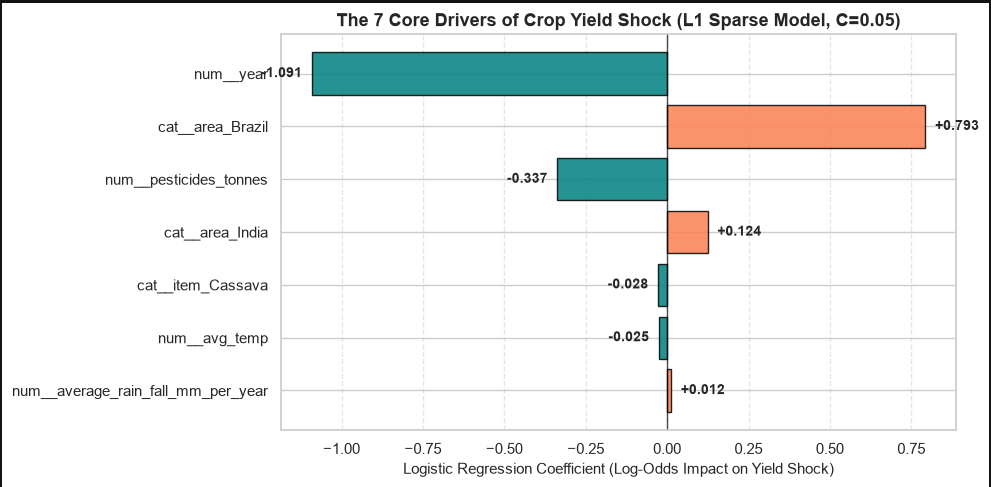 The 7 Core Drivers of Crop Yield Shock (L1 Sparse Model, C=0.05)
num__year -1.091
cat__area_Brazil +0.793
num__pesticides_tonnes -0.337
cat__area_India +0.124
cat__item_Cassava -0.028
num__avg_temp -0.025
num__average_rain_fall_mm_per_year +0.012
−1.00 −0.75 −0.50 −0.25 0.00 0.25 0.50 0.75
Logistic Regression Coefficient (Log-Odds Impact on Yield Shock)